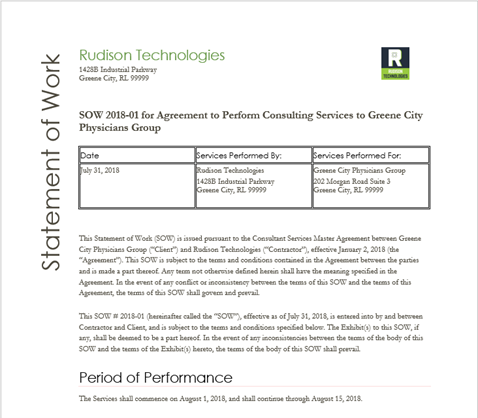 Statement of Work
Rudison Technologies
1428B Industrial Parkway
Greene City, RL 99999
R
RUDISON
TECHNOLOGIES
SOW 2018-01 for Agreement to Perform Consulting Services to Greene City
Physicians Group
Date
Services Performed By:
Services Performed For:
July 31, 2018
Rudison Technologies
1428B Industrial Parkway
Greene City, RL 99999
Greene City Physicians Group
202 Morgan Road Suite 3
Greene City, RL 99999
This Statement of Work (SOW) is issued pursuant to the Consultant Services Master Agreement between Greene
City Physicians Group (“Client”) and Rudison Technologies (“Contractor”), effective January 2, 2018 (the
“Agreement”). This SOW is subject to the terms and conditions contained in the Agreement between the parties
and is made a part thereof. Any term not otherwise defined herein shall have the meaning specified in the
Agreement. In the event of any conflict or inconsistency between the terms of this SOW and the terms of this
Agreement, the terms of this SOW shall govern and prevail.
This SOW # 2018-01 (hereinafter called the “SOW”), effective as of July 31, 2018, is entered into by and between
Contractor and Client, and is subject to the terms and conditions specified below. The Exhibit(s) to this SOW, if
any, shall be deemed to be a part hereof. In the event of any inconsistencies between the terms of the body of this
SOW and the terms of the Exhibit(s) hereto, the terms of the body of this SOW shall prevail.
Period of Performance
The Services shall commence on August 1, 2018, and shall continue through August 15, 2018.